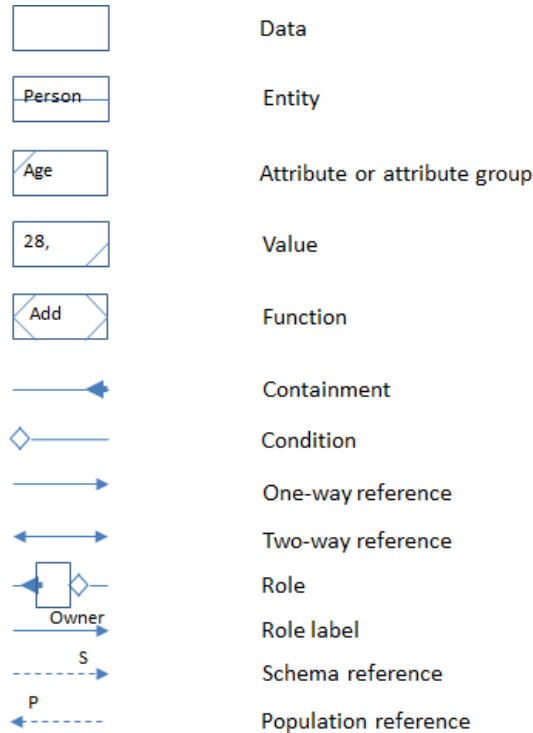 Data
Person Entity
Age Attribute or attribute group
28, Value
Add Function
Containment
Condition
One-way reference
Two-way reference
Role
Owner Role label
S Schema reference
P Population reference